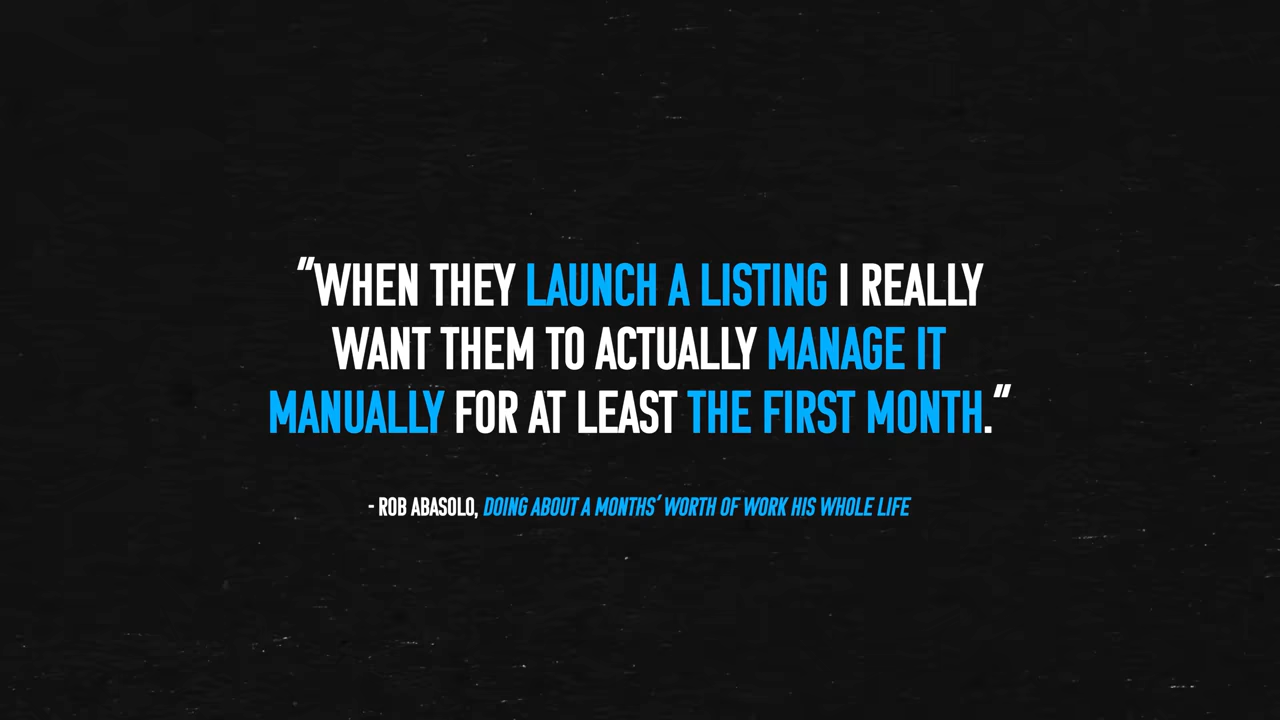 "WHEN THEY LAUNCH A LISTING I REALLY
WANT THEM TO ACTUALLY MANAGE IT
MANUALLY FOR AT LEAST THE FIRST MONTH."
- ROB ABASOLO, DOING ABOUT A MONTHS' WORTH OF WORK HIS WHOLE LIFE